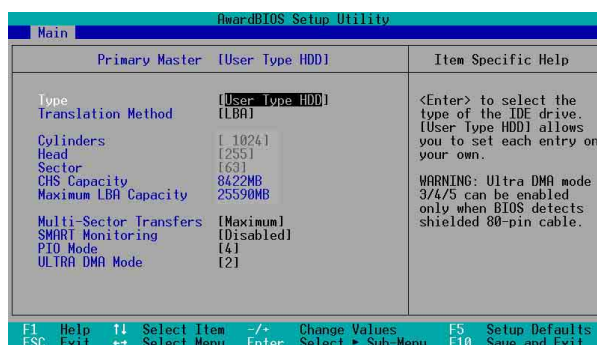 AwardBIOS Setup Utility
Main
Primary Master [User Type HDD]
Item Specific Help
Type [User Type HDD]
Translation Method [LBA]
Cylinders [ 1024]
Head [255]
Sector [63]
CHS Capacity 8422MB
Maximum LBA Capacity 25590MB
Multi-Sector Transfers [Maximum]
SMART Monitoring [Disabled]
PIO Mode [4]
ULTRA DMA Mode [2]
<Enter> to select the
type of the IDE drive.
[User Type HDD] allows
you to set each entry on
your own.
WARNING: Ultra DMA mode
3/4/5 can be enabled
only when BIOS detects
shielded 80-pin cable.
F1 Help ↑↓ Select Item -/+ Change Values F5 Setup Defaults
ESC Exit ←→ Select Menu Enter Select ► Sub-Menu F10 Save and Exit